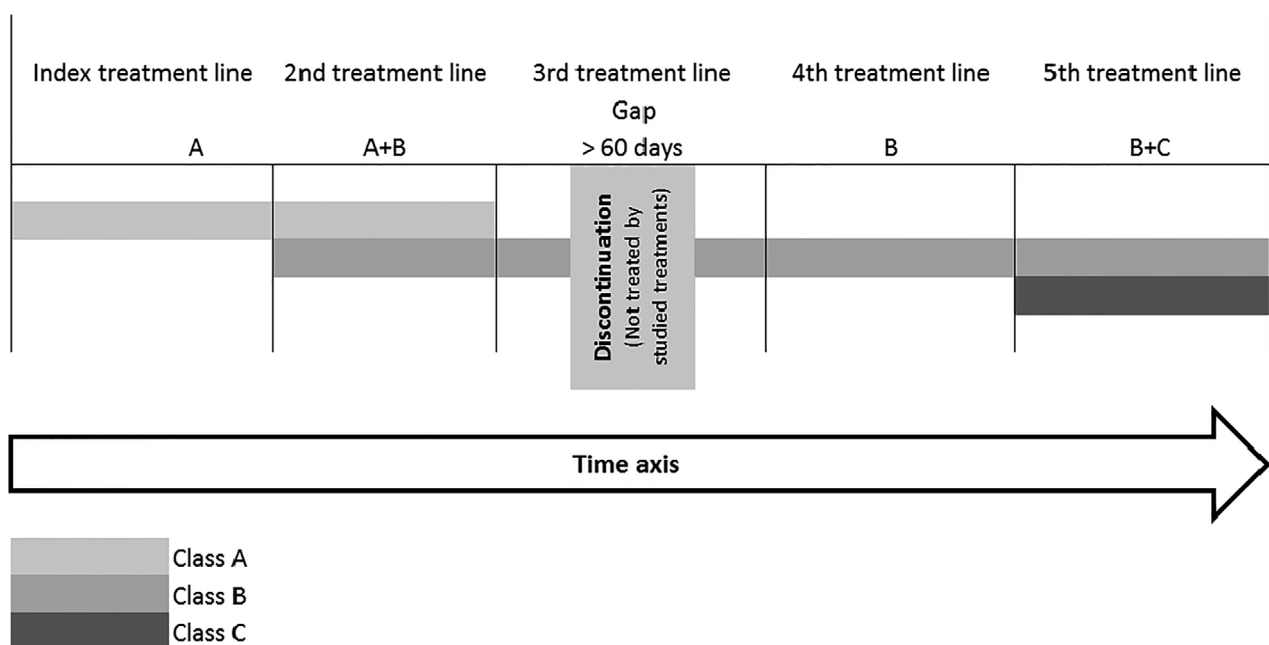 Index treatment line
2nd treatment line
3rd treatment line
4th treatment line
5th treatment line
Gap
A
A+B
> 60 days
B
B+C
Discontinuation
(Not treated by
studied treatments)
Time axis
Class A
Class B
Class C